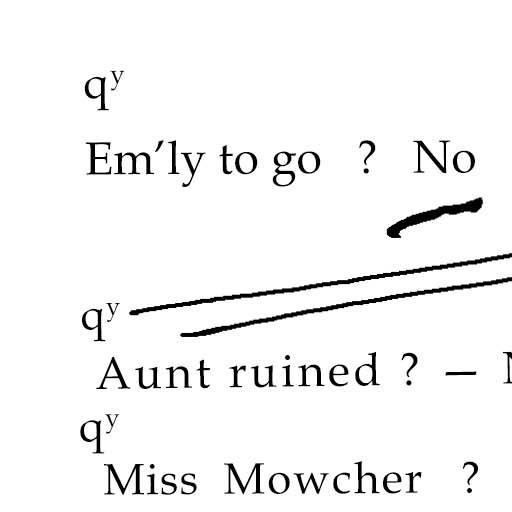 qʸ
Em'ly to go ? No
qʸ
Aunt ruined ? —
qʸ
Miss Mowcher ?